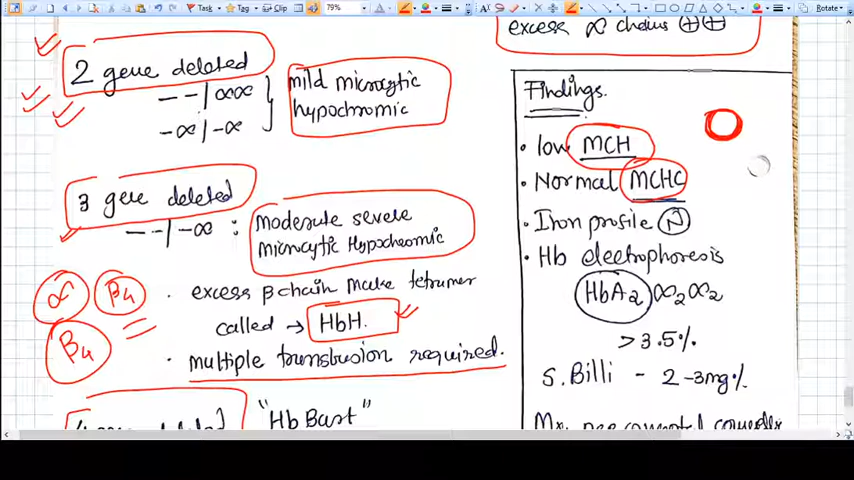 79%
Task
Tag
Clip
Rotate
excess ∝ chains ⊕⊕
2 gene deleted
– – | ∝∝
–∝ | –∝
mild microcytic
hypochromic
3 gene deleted
– – | –∝ :
Moderate severe
microcytic Hypochromic
∝ β4
β4 =
· excess β chain make tetramer
called → HbH.
· multiple transfusion required.
"Hb Bart"
Findings.
· low MCH
· Normal MCHC
· Iron profile Ⓝ
· Hb electrophoresis
HbA2 ∝2∝2
>3.5%
S. Billi - 2-3mg%